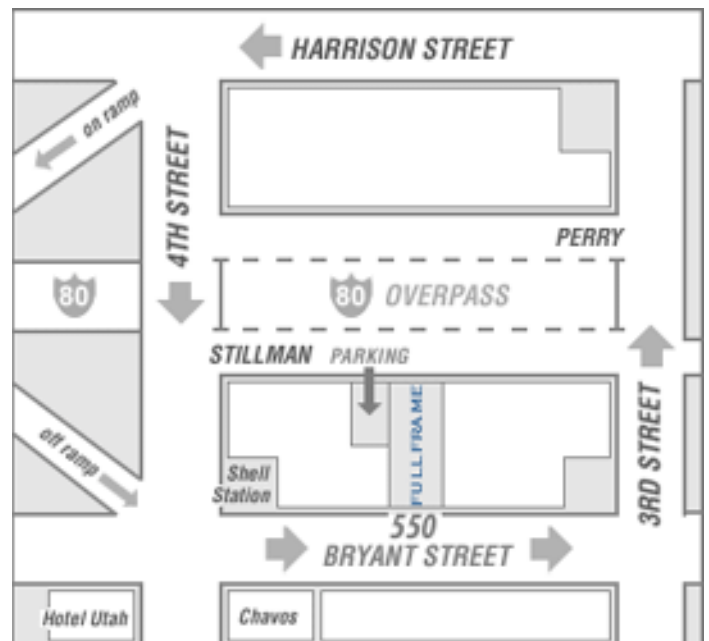 HARRISON STREET
on ramp
4TH STREET
PERRY
80
80 OVERPASS
STILLMAN PARKING
FULLFRAME
3RD STREET
off ramp
Shell
Station
550
BRYANT STREET
Hotel Utah
Chavos